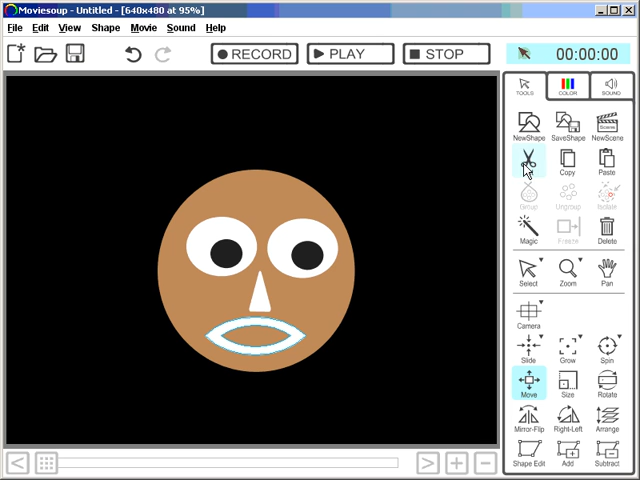 Moviesoup - Untitled - [640x480 at 95%]
File Edit View Shape Movie Sound Help
RECORD PLAY STOP 00:00:00
TOOLS COLOR SOUND
NewShape SaveShape NewScene
Copy Paste
Group Ungroup Isolate
Magic Freeze Delete
Select Zoom Pan
Camera
Slide Grow Spin
Move Size Rotate
Mirror-Flip Right-Left Arrange
Shape Edit Add Subtract